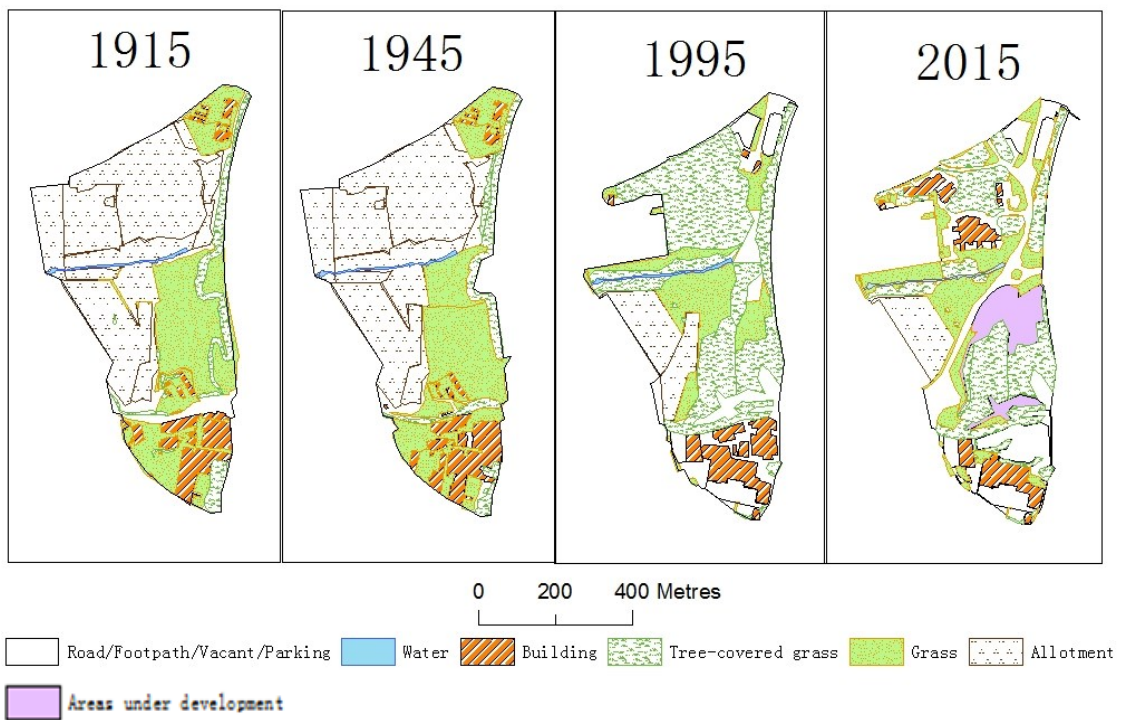 1915 1945 1995 2015
0 200 400 Metres
Road/Footpath/Vacant/Parking Water Building Tree-covered grass Grass Allotment
Areas under development